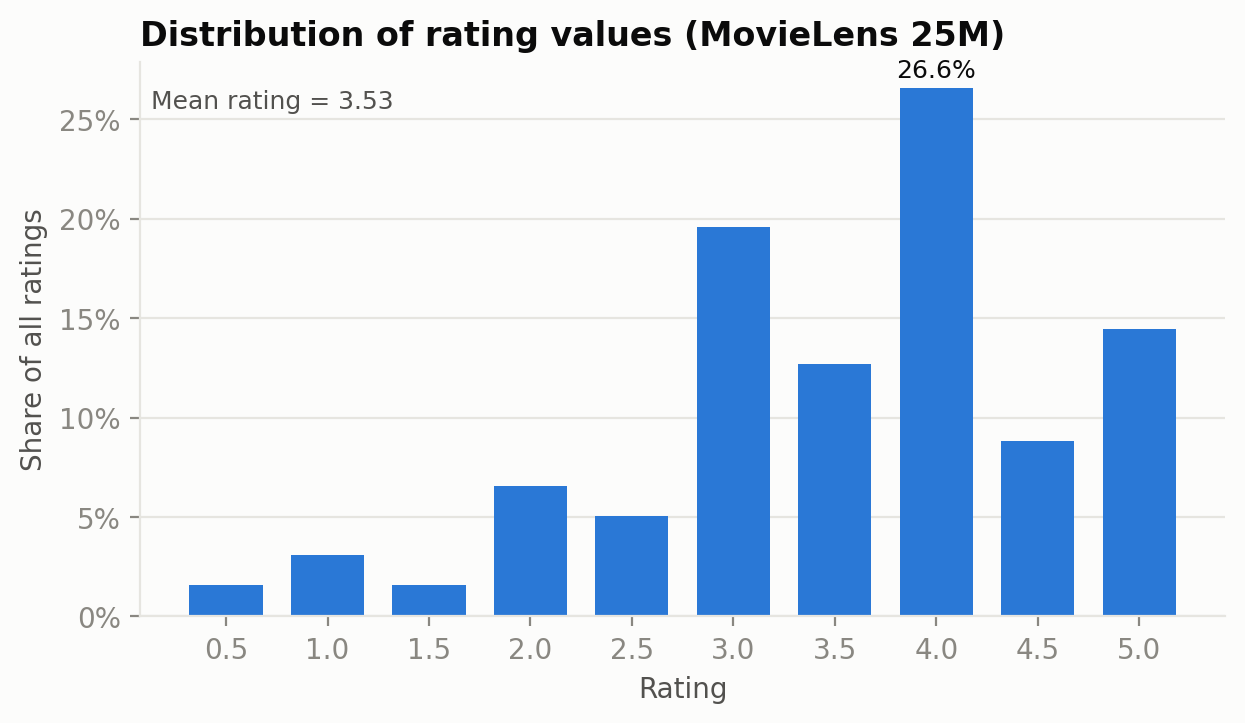 Distribution of rating values (MovieLens 25M)
26.6%
Mean rating = 3.53
25%
20%
15%
10%
5%
0%
Share of all ratings
0.5 1.0 1.5 2.0 2.5 3.0 3.5 4.0 4.5 5.0
Rating